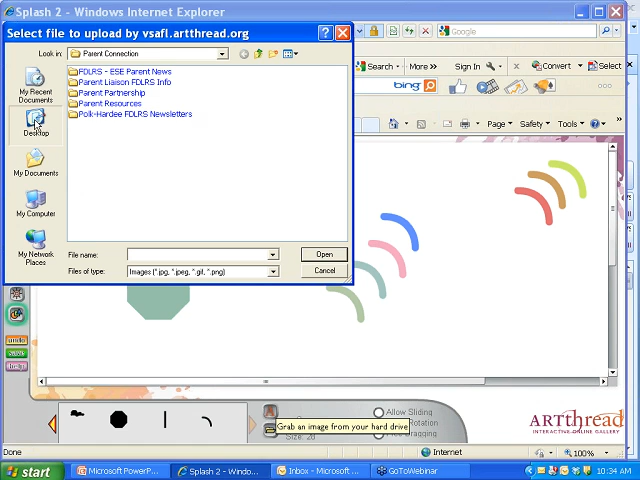 Splash 2 - Windows Internet Explorer
Select file to upload by vsafl.artthread.org
Look in:
Parent Connection
Google
My Recent
Documents
Desktop
My Documents
My Computer
My Network
Places
FDLRS - ESE Parent News
Parent Liaison FDLRS Info
Parent Partnership
Parent Resources
Polk-Hardee FDLRS Newsletters
File name:
Open
Files of type:
Images (*.jpg, *.jpeg, *.gif, *.png)
Cancel
Search
More »
Sign In
Convert
Select
bing
Page
Safety
Tools
undo
save
help
Allow Sliding
Rotation
Dragging
Grab an image from your hard drive
Size: 20
ARTthread
INTERACTIVE ONLINE GALLERY
Done
Internet
100%
start
Microsoft PowerP...
Splash 2 - Windo...
Inbox - Microsoft ...
GoToWebinar
10:34 AM